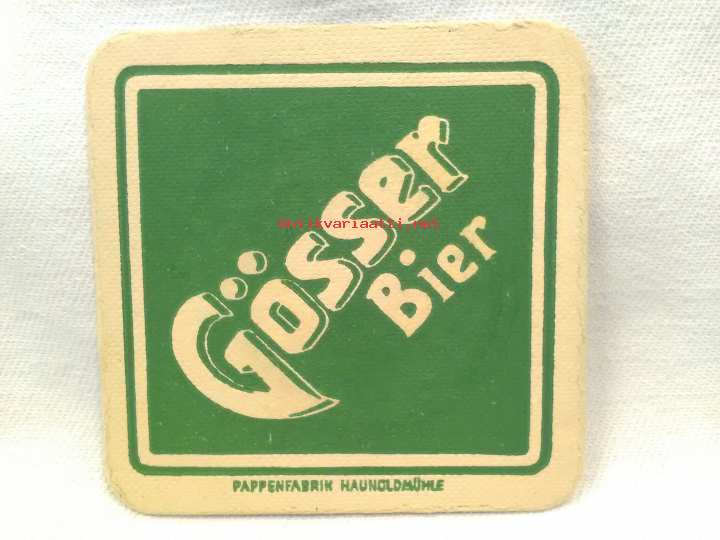 Gösser
Bier
antikvariaatti.net
PAPPENFABRIK HAUNOLDMÜHLE